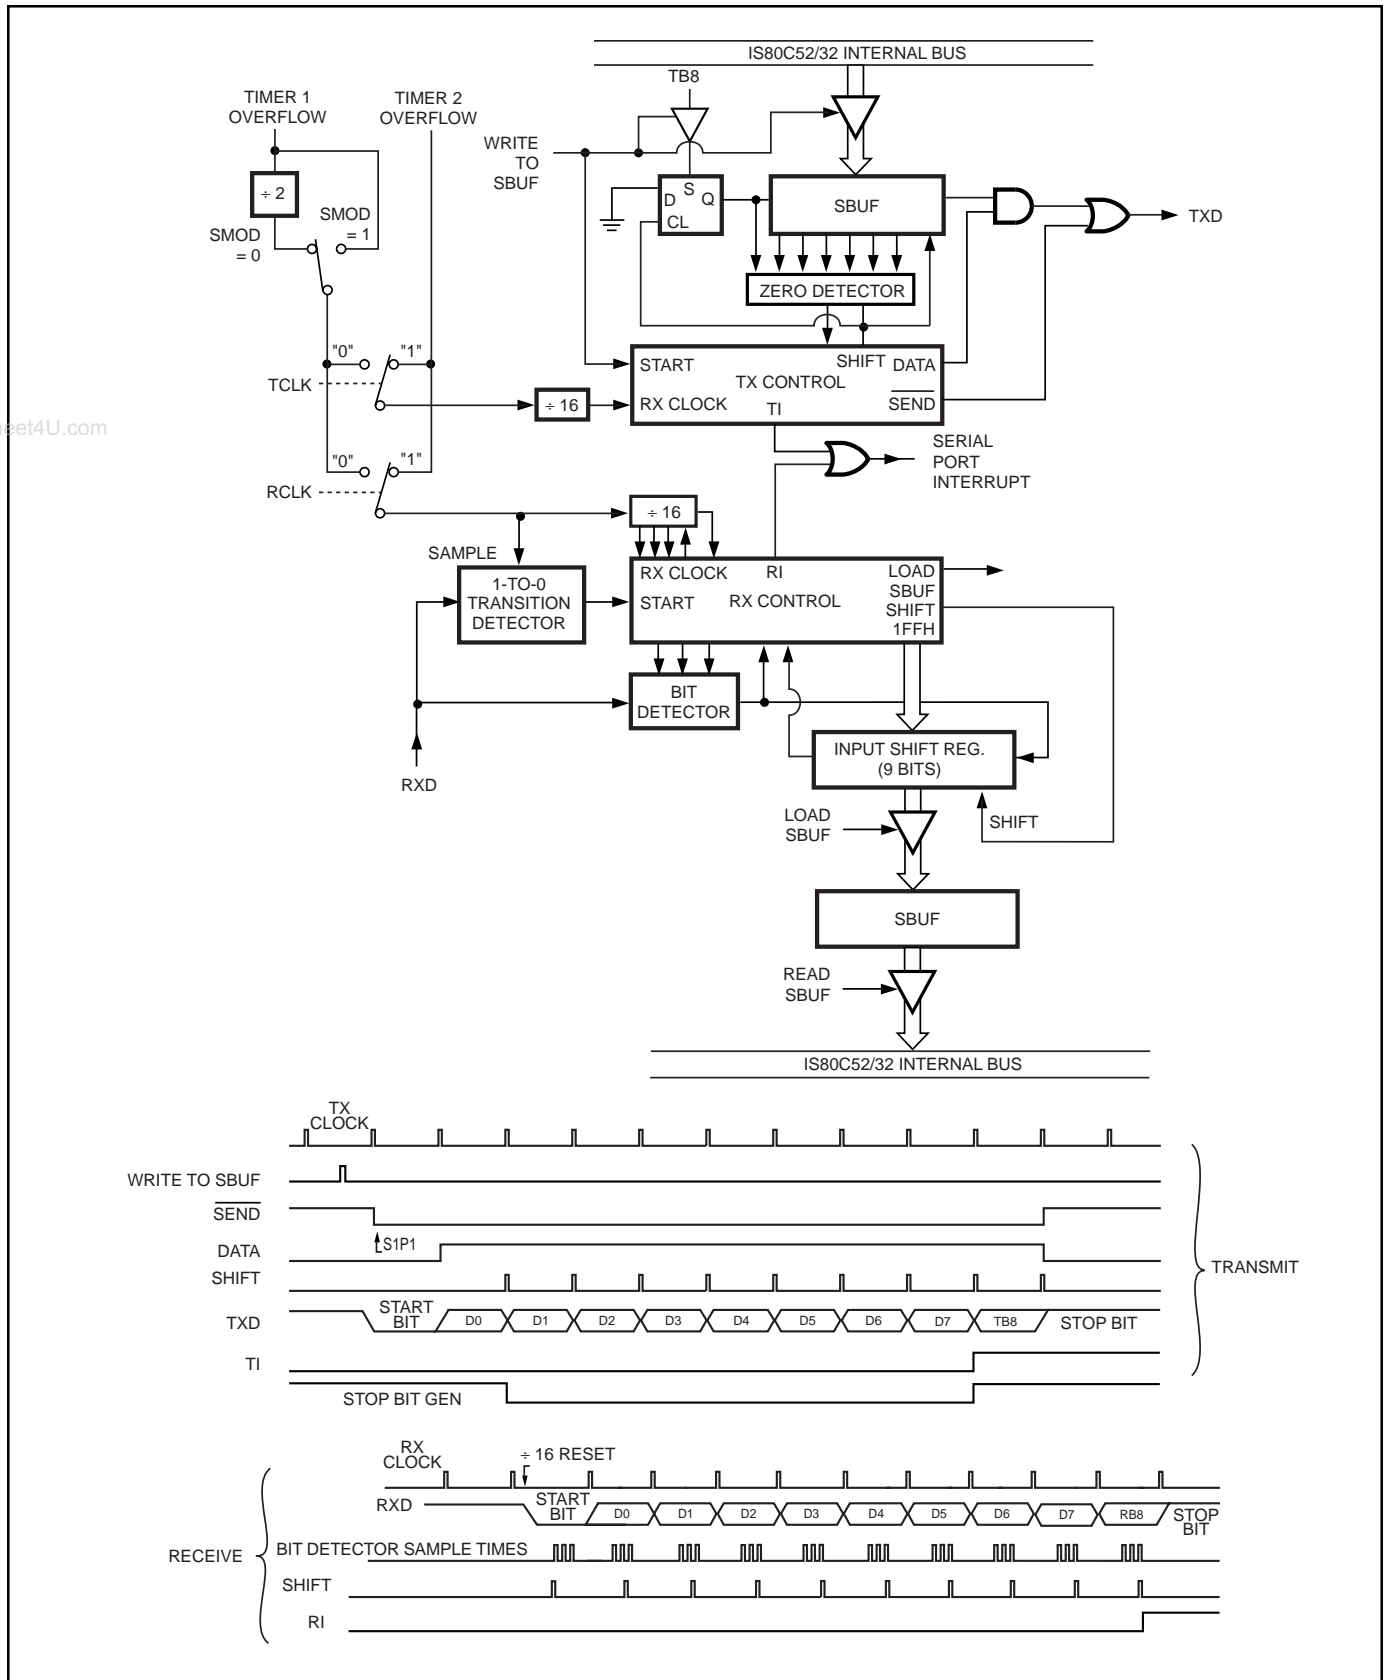 IS80C52/32 INTERNAL BUS
TB8
TIMER 1
OVERFLOW
TIMER 2
OVERFLOW
WRITE
TO
SBUF
÷ 2
SMOD
= 1
SMOD
= 0
S
D
Q
CL
SBUF
TXD
ZERO DETECTOR
"0"
"1"
TCLK
START
SHIFT
DATA
TX CONTROL
÷ 16
RX CLOCK
TI
SEND
eet4U.com
SERIAL
PORT
INTERRUPT
"0"
"1"
RCLK
÷ 16
SAMPLE
1-TO-0
TRANSITION
DETECTOR
RX CLOCK
RI
LOAD
SBUF
START
RX CONTROL
SHIFT
1FFH
BIT
DETECTOR
INPUT SHIFT REG.
(9 BITS)
RXD
LOAD
SBUF
SHIFT
SBUF
READ
SBUF
IS80C52/32 INTERNAL BUS
TX
CLOCK
WRITE TO SBUF
SEND
S1P1
DATA
SHIFT
TRANSMIT
TXD
START
BIT
D0
D1
D2
D3
D4
D5
D6
D7
TB8
STOP BIT
TI
STOP BIT GEN
RX
CLOCK
÷ 16 RESET
RXD
START
BIT
D0
D1
D2
D3
D4
D5
D6
D7
RB8
STOP
BIT
RECEIVE
BIT DETECTOR SAMPLE TIMES
SHIFT
RI